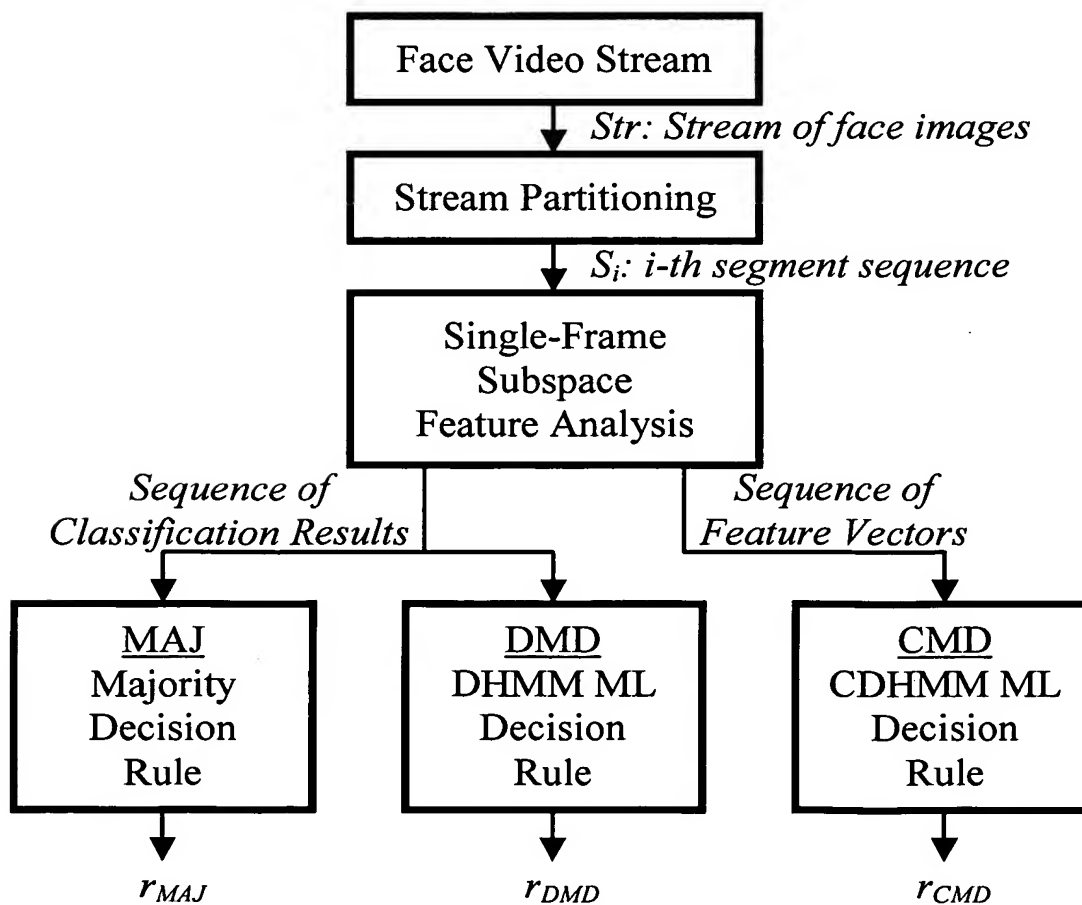 Face Video Stream
Str: Stream of face images
Stream Partitioning
Si: i-th segment sequence
Single-Frame
Subspace
Feature Analysis
Sequence of
Classification Results
Sequence of
Feature Vectors
MAJ
Majority
Decision
Rule
DMD
DHMM ML
Decision
Rule
CMD
CDHMM ML
Decision
Rule
rMAJ
rDMD
rCMD